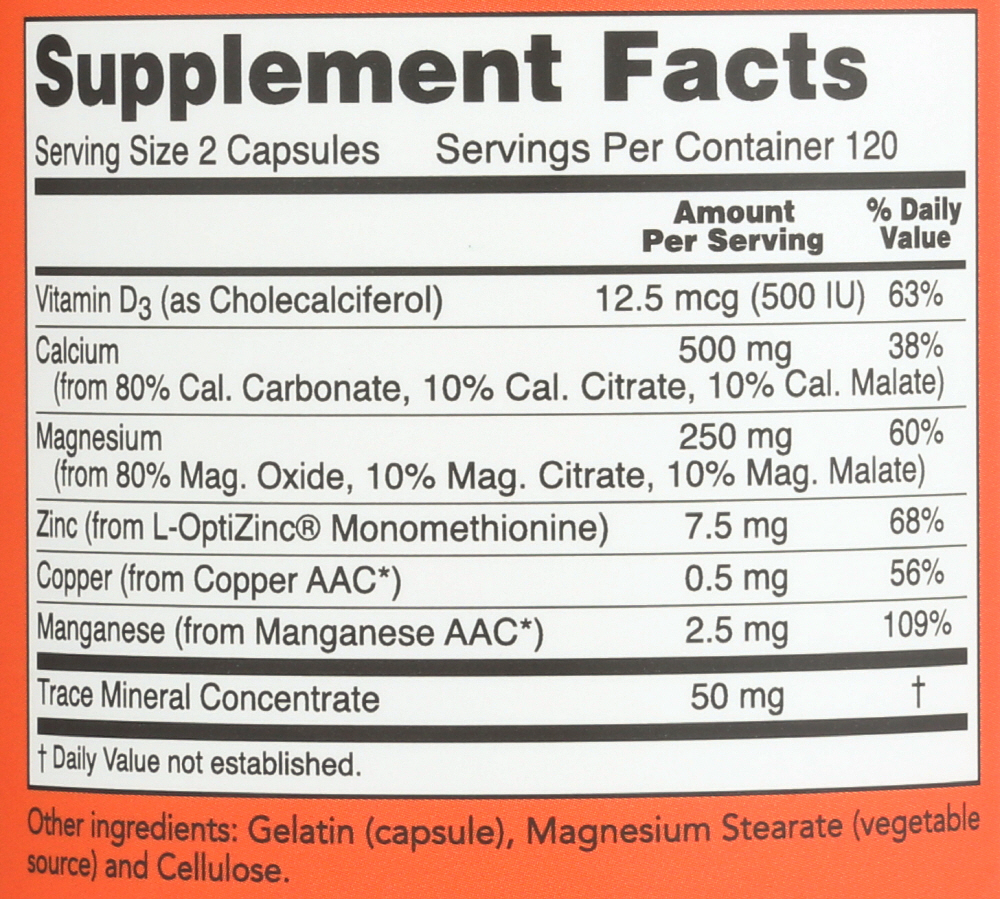 Supplement Facts
Serving Size 2 Capsules Servings Per Container 120
Amount Per Serving % Daily Value
Vitamin D3 (as Cholecalciferol) 12.5 mcg (500 IU) 63%
Calcium 500 mg 38%
(from 80% Cal. Carbonate, 10% Cal. Citrate, 10% Cal. Malate)
Magnesium 250 mg 60%
(from 80% Mag. Oxide, 10% Mag. Citrate, 10% Mag. Malate)
Zinc (from L-OptiZinc® Monomethionine) 7.5 mg 68%
Copper (from Copper AAC*) 0.5 mg 56%
Manganese (from Manganese AAC*) 2.5 mg 109%
Trace Mineral Concentrate 50 mg †
† Daily Value not established.
Other ingredients: Gelatin (capsule), Magnesium Stearate (vegetable
source) and Cellulose.